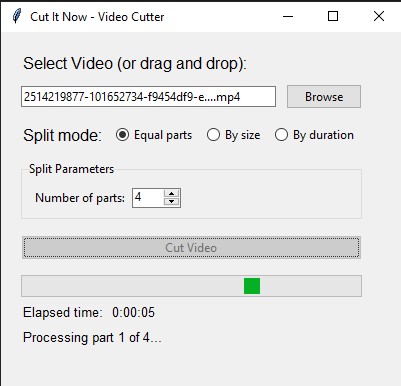 Cut It Now - Video Cutter
Select Video (or drag and drop):
2514219877-101652734-f9454df9-e....mp4 Browse
Split mode: Equal parts By size By duration
Split Parameters
Number of parts: 4
Cut Video
Elapsed time: 0:00:05
Processing part 1 of 4...